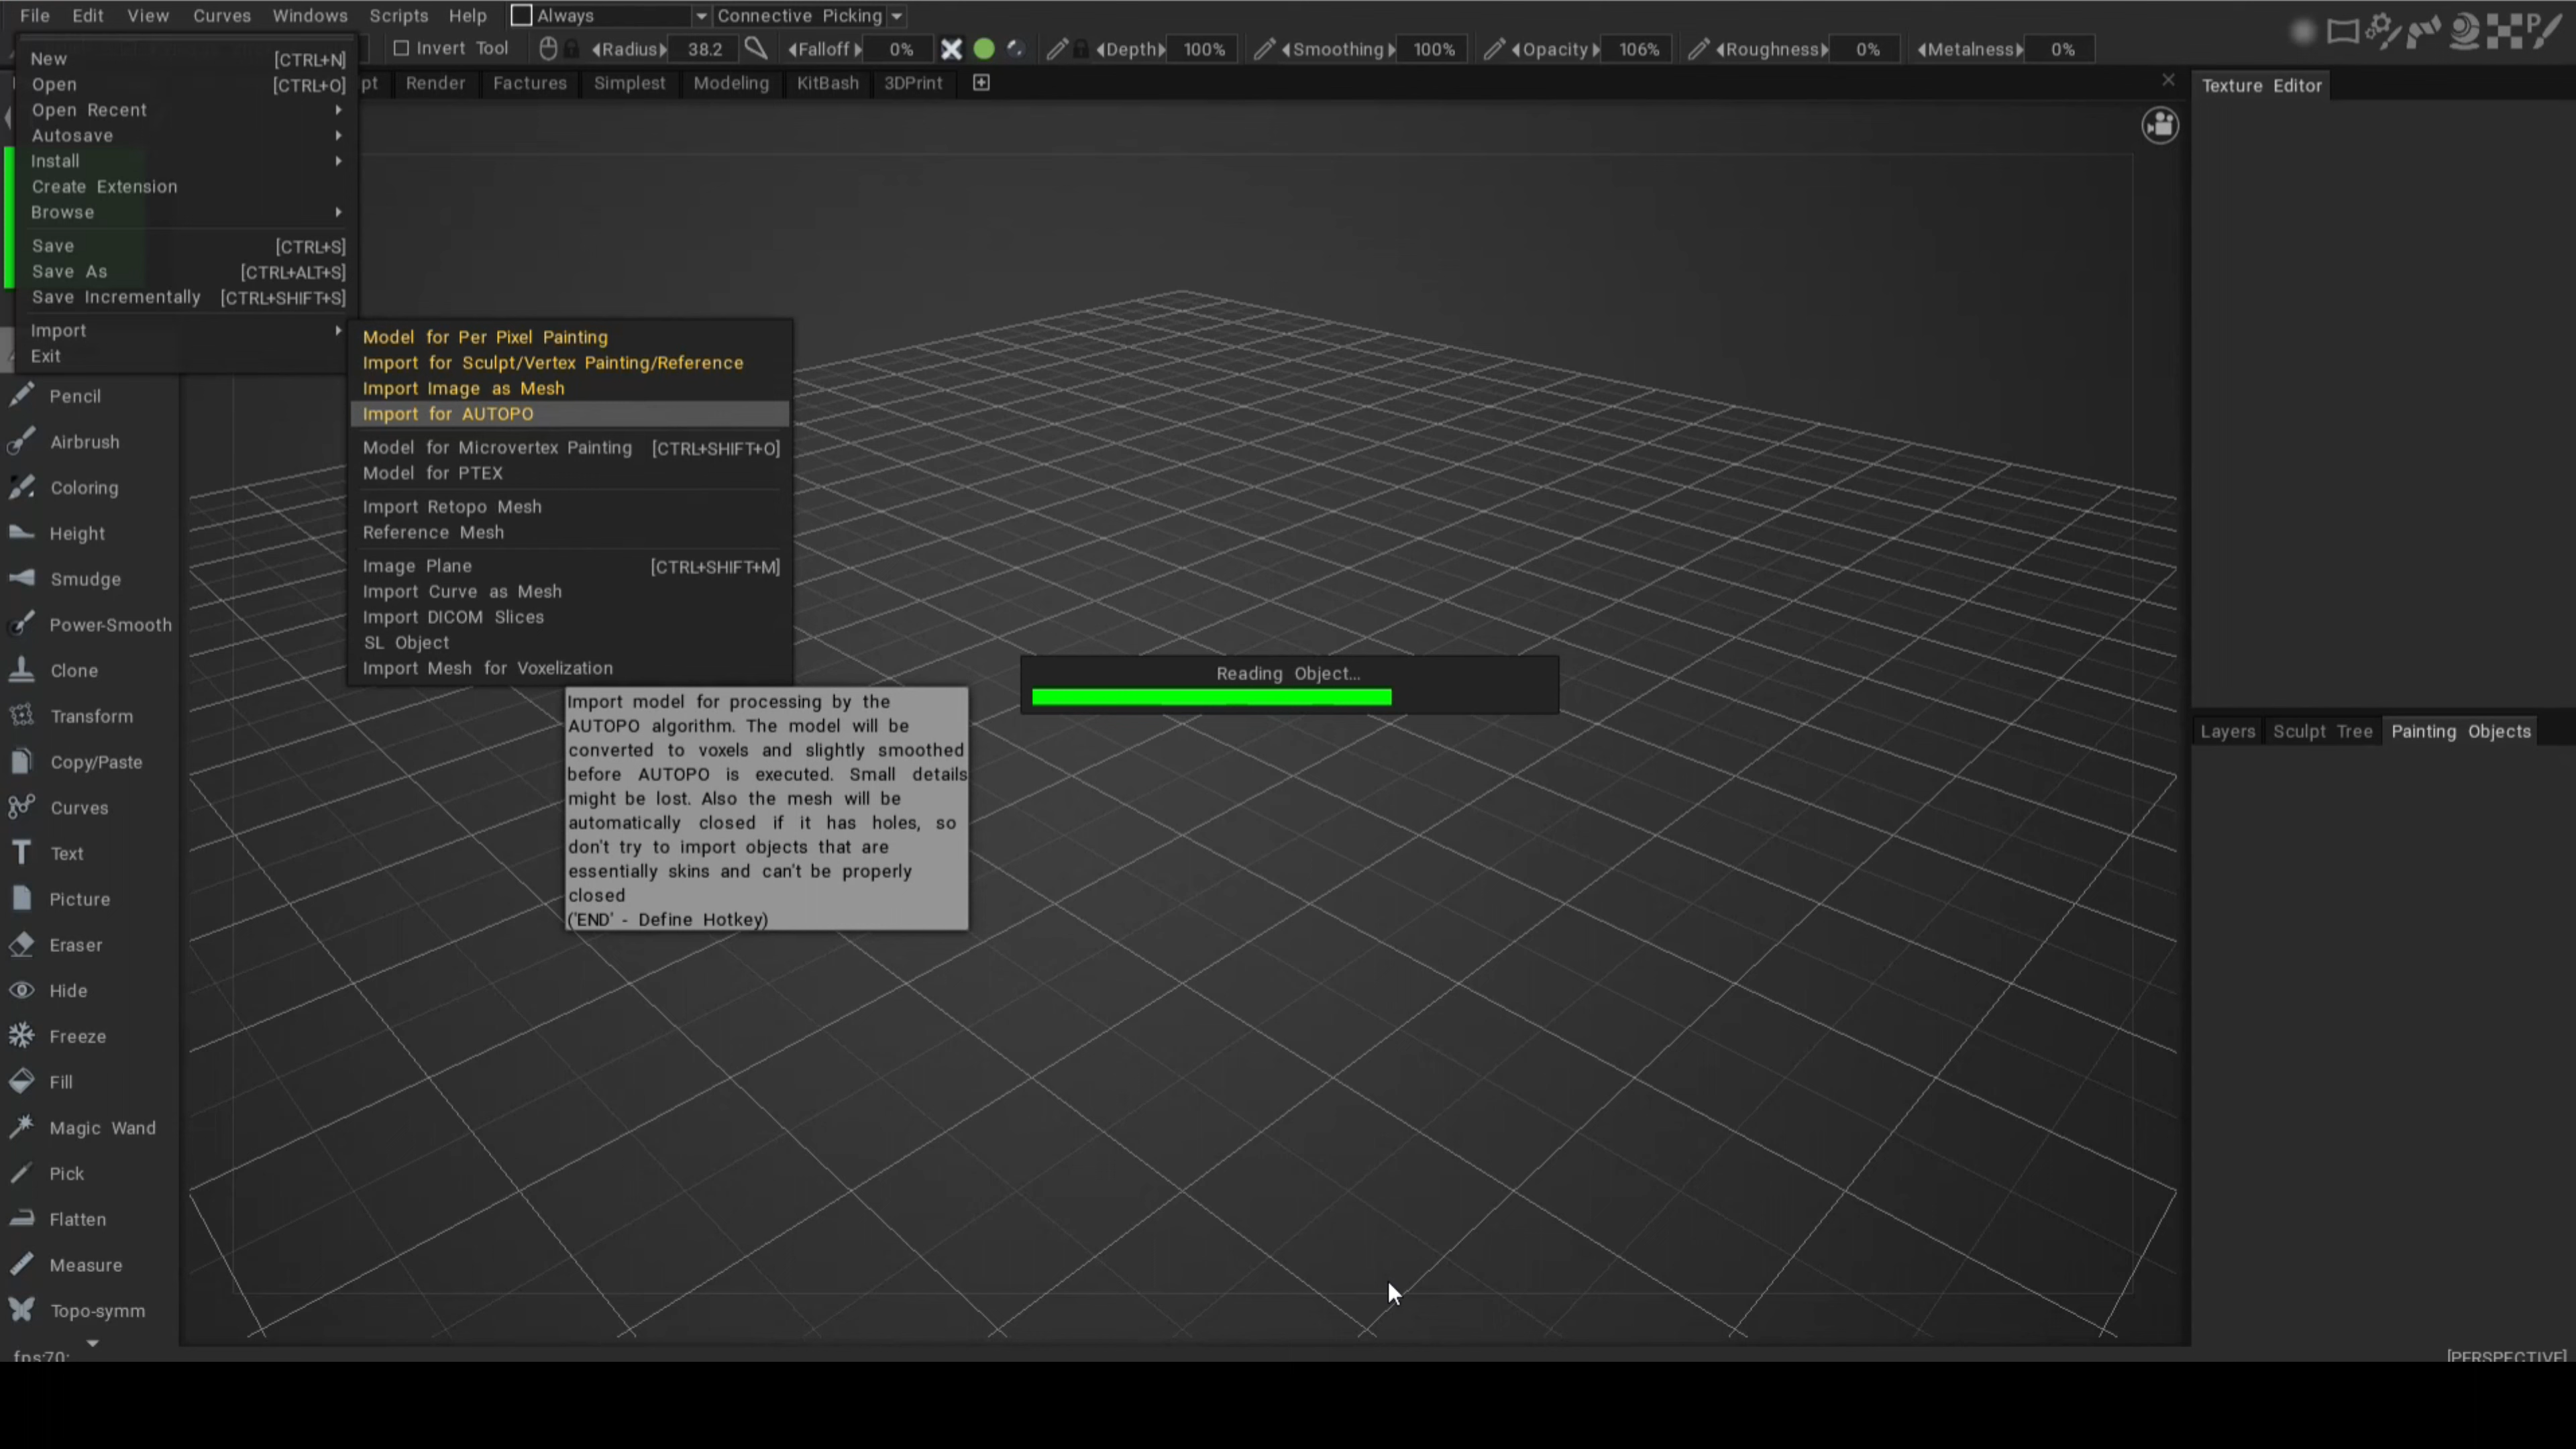 File Edit View Curves Windows Scripts Help Always Connective Picking
Invert Tool Radius 38.2 Falloff 0% Depth 100% Smoothing 100% Opacity 106% Roughness 0% Metalness 0%
pt Render Factures Simplest Modeling KitBash 3DPrint
Texture Editor
New [CTRL+N]
Open [CTRL+O]
Open Recent
Autosave
Install
Create Extension
Browse
Save [CTRL+S]
Save As [CTRL+ALT+S]
Save Incrementally [CTRL+SHIFT+S]
Import
Exit
Model for Per Pixel Painting
Import for Sculpt/Vertex Painting/Reference
Import Image as Mesh
Import for AUTOPO
Model for Microvertex Painting [CTRL+SHIFT+O]
Model for PTEX
Import Retopo Mesh
Reference Mesh
Image Plane [CTRL+SHIFT+M]
Import Curve as Mesh
Import DICOM Slices
SL Object
Import Mesh for Voxelization
Import model for processing by the
AUTOPO algorithm. The model will be
converted to voxels and slightly smoothed
before AUTOPO is executed. Small details
might be lost. Also the mesh will be
automatically closed if it has holes, so
don't try to import objects that are
essentially skins and can't be properly
closed
('END' - Define Hotkey)
Reading Object...
Layers Sculpt Tree Painting Objects
Pencil
Airbrush
Coloring
Height
Smudge
Power-Smooth
Clone
Transform
Copy/Paste
Curves
Text
Picture
Eraser
Hide
Freeze
Fill
Magic Wand
Pick
Flatten
Measure
Topo-symm
fps:70:
[PERSPECTIVE]